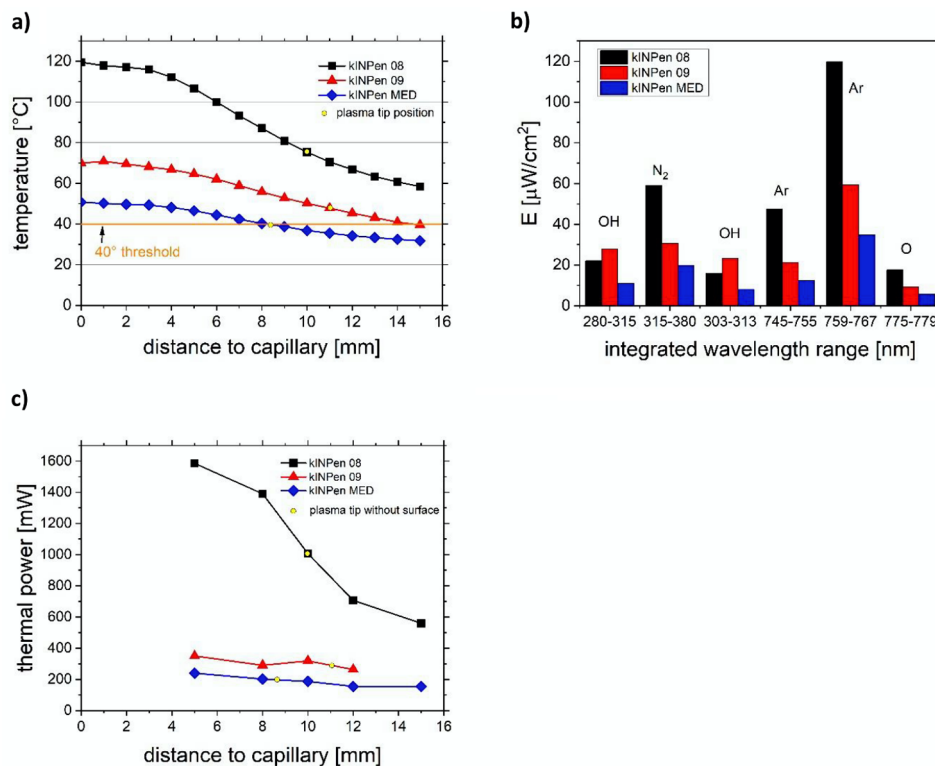 a)
120
100
80
60
40
20
0
temperature [°C]
kINPen 08
kINPen 09
kINPen MED
plasma tip position
40° threshold
0 2 4 6 8 10 12 14 16
distance to capillary [mm]
b)
120
100
80
60
40
20
0
E [µW/cm²]
kINPen 08
kINPen 09
kINPen MED
OH
N₂
OH
Ar
Ar
O
280-315 315-380 303-313 745-755 759-767 775-779
integrated wavelength range [nm]
c)
1600
1400
1200
1000
800
600
400
200
0
thermal power [mW]
kINPen 08
kINPen 09
kINPen MED
plasma tip without surface
0 2 4 6 8 10 12 14 16
distance to capillary [mm]